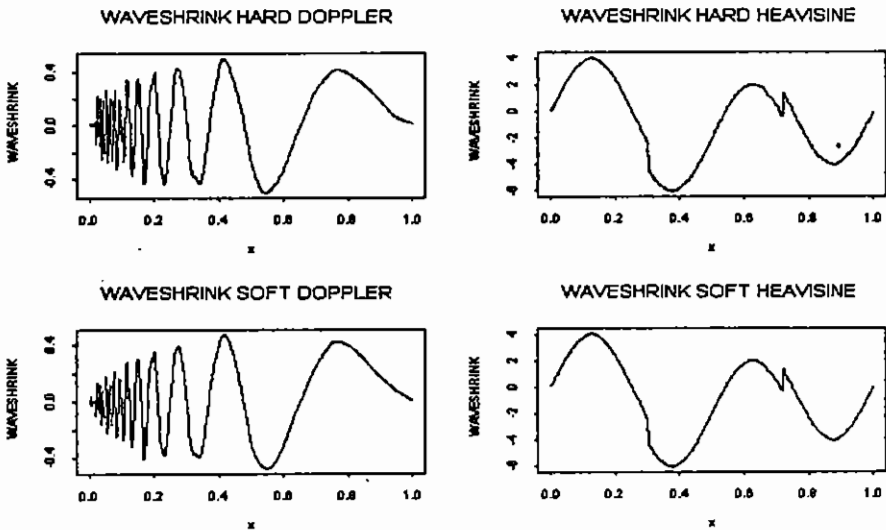 WAVESHRINK HARD DOPPLER
WAVESHRINK
0.4
0.0
-0.4
0.0 0.2 0.4 0.6 0.8 1.0
x
WAVESHRINK HARD HEAVISINE
WAVESHRINK
4
2
0
-2
-4
-6
0.0 0.2 0.4 0.6 0.8 1.0
x
WAVESHRINK SOFT DOPPLER
WAVESHRINK
0.4
0.0
-0.4
0.0 0.2 0.4 0.6 0.8 1.0
x
WAVESHRINK SOFT HEAVISINE
WAVESHRINK
4
2
0
-2
-4
-6
0.0 0.2 0.4 0.6 0.8 1.0
x